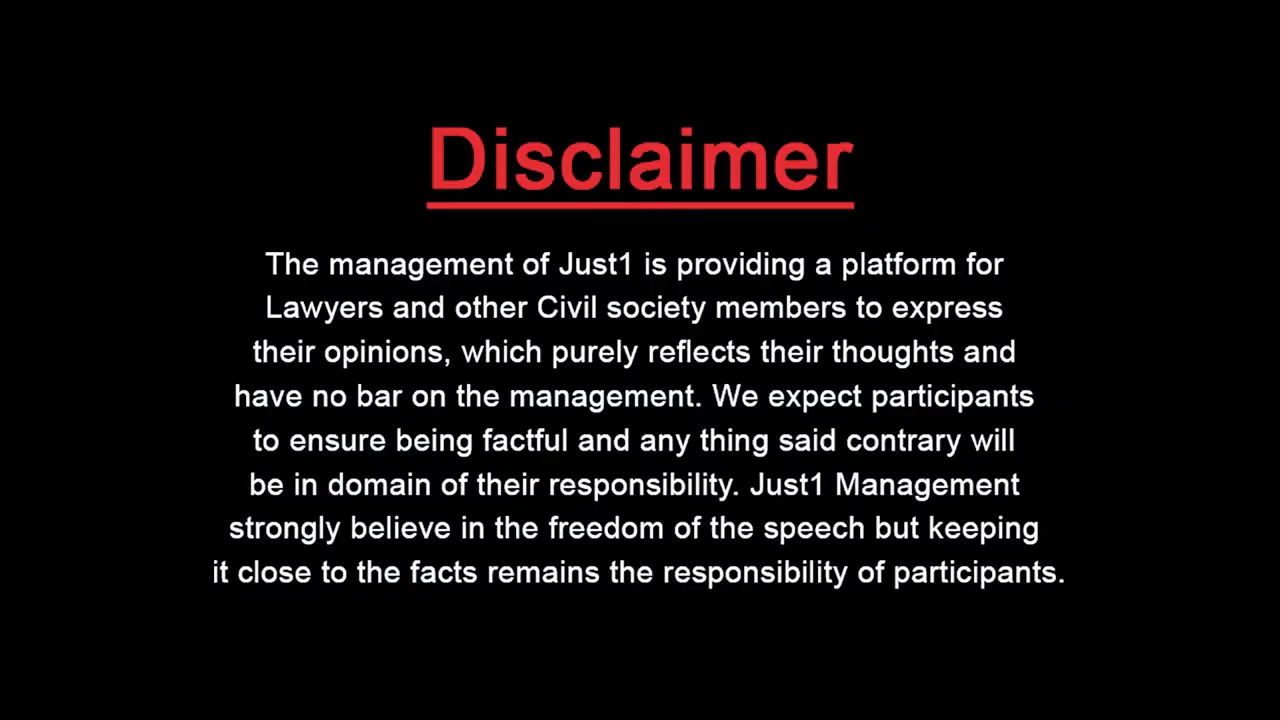 Disclaimer
The management of Just1 is providing a platform for
Lawyers and other Civil society members to express
their opinions, which purely reflects their thoughts and
have no bar on the management. We expect participants
to ensure being factful and any thing said contrary will
be in domain of their responsibility. Just1 Management
strongly believe in the freedom of the speech but keeping
it close to the facts remains the responsibility of participants.